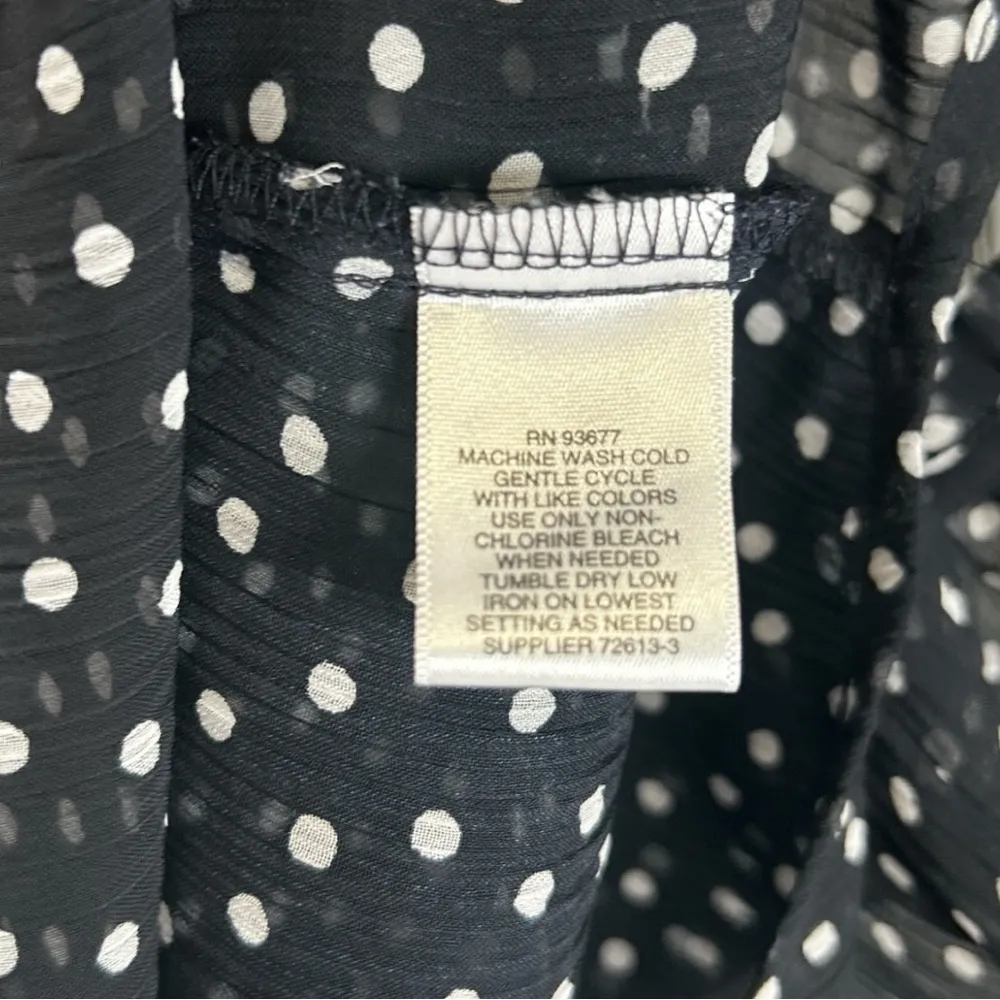 RN 93677
MACHINE WASH COLD
GENTLE CYCLE
WITH LIKE COLORS
USE ONLY NON-
CHLORINE BLEACH
WHEN NEEDED
TUMBLE DRY LOW
IRON ON LOWEST
SETTING AS NEEDED
SUPPLIER 72613-3